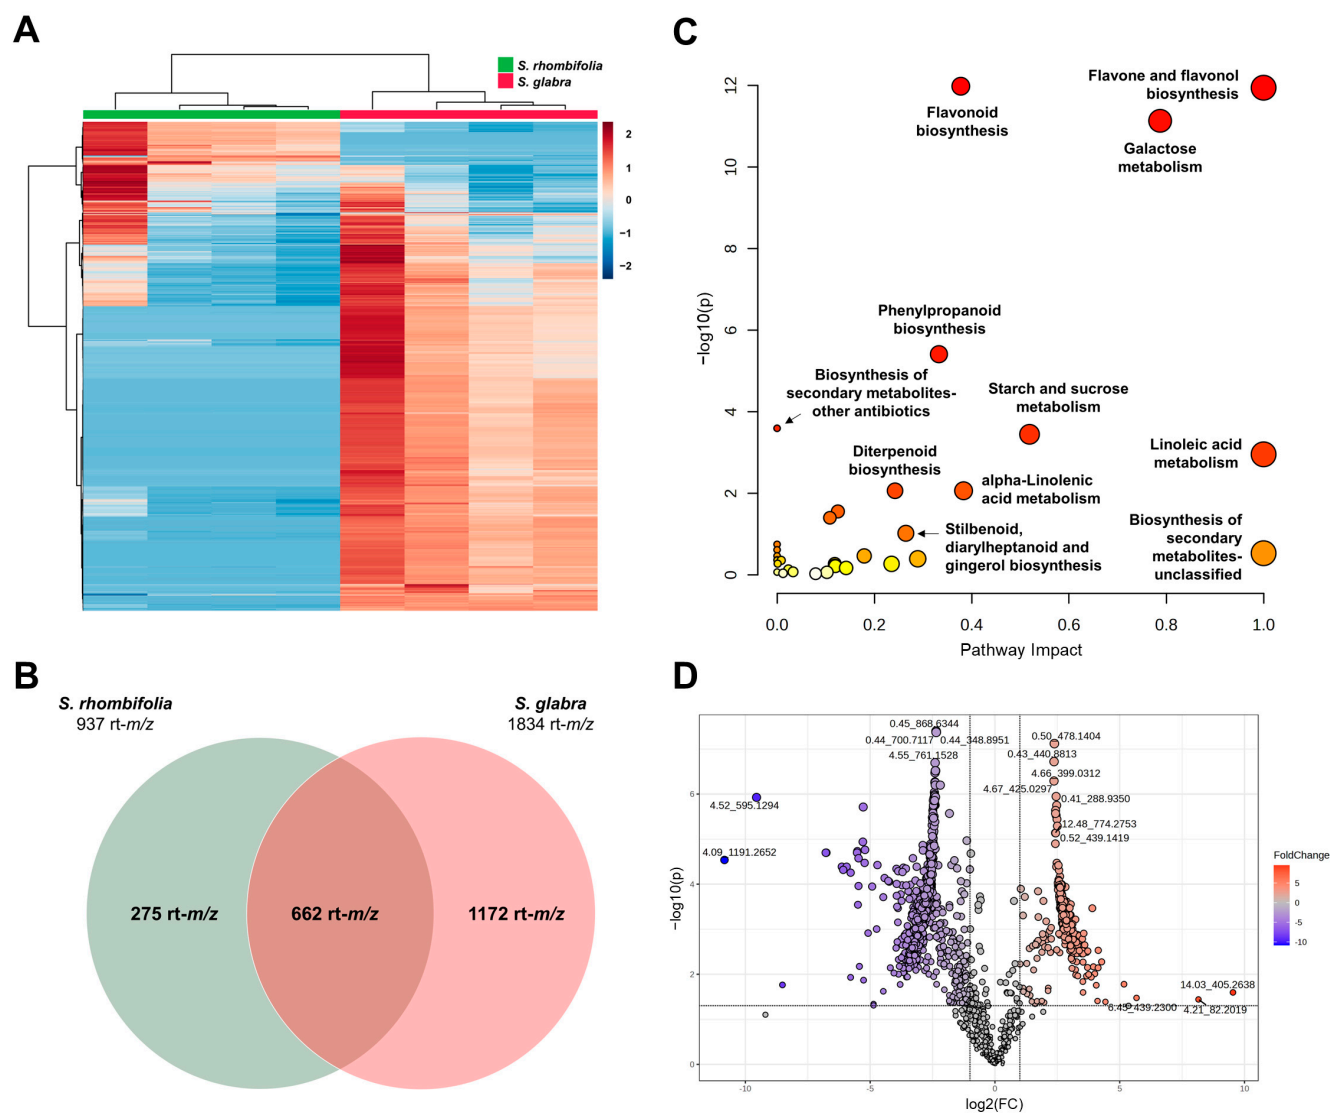 A
S. rhombifolia
S. glabra
2
1
0
−1
−2
B
S. rhombifolia
937 rt-m/z
S. glabra
1834 rt-m/z
275 rt-m/z
662 rt-m/z
1172 rt-m/z
C
−log10(p)
12
10
8
6
4
2
0
Flavonoid
biosynthesis
Flavone and flavonol
biosynthesis
Galactose
metabolism
Phenylpropanoid
biosynthesis
Biosynthesis of
secondary metabolites-
other antibiotics
Starch and sucrose
metabolism
Linoleic acid
metabolism
Diterpenoid
biosynthesis
alpha-Linolenic
acid metabolism
Stilbenoid,
diarylheptanoid and
gingerol biosynthesis
Biosynthesis of
secondary
metabolites-
unclassified
0.0
0.2
0.4
0.6
0.8
1.0
Pathway Impact
D
−log10(p)
6
4
2
0
0.45_868.6344
0.44_700.7117
0.44_348.8951
4.55_761.1528
4.52_595.1294
4.09_1191.2652
0.50_478.1404
0.43_440.8813
4.66_399.0312
4.67_425.0297
0.41_288.9350
12.48_774.2753
0.52_439.1419
14.03_405.2638
6.45_439.2300
4.21_82.2019
-10
-5
0
5
10
log2(FC)
FoldChange
5
0
-5
-10